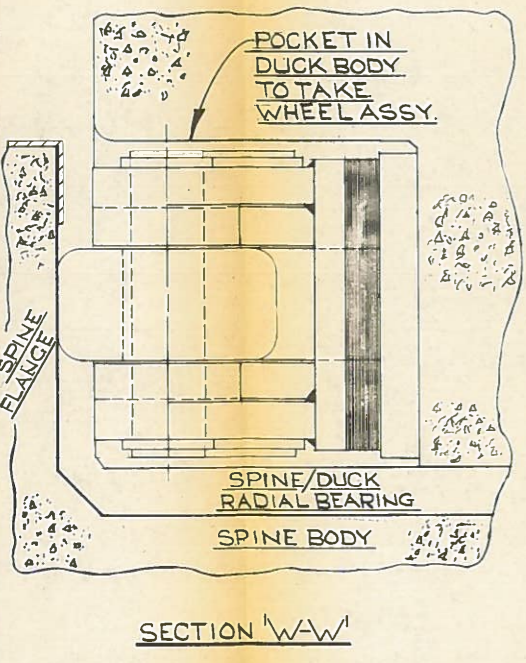 POCKET IN
DUCK BODY
TO TAKE
WHEEL ASSY.
SPINE
FLANGE
SPINE/DUCK
RADIAL BEARING
SPINE BODY
SECTION 'W-W'